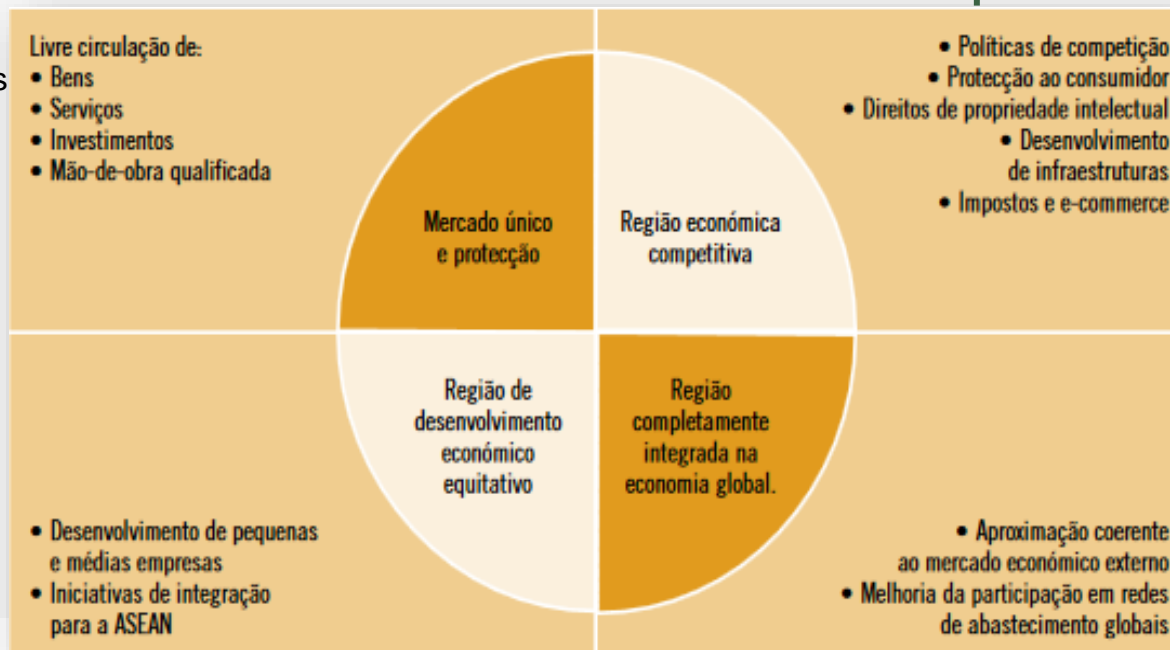 Livre circulação de:
• Bens
• Serviços
• Investimentos
• Mão-de-obra qualificada
s
Mercado único
e protecção
Região económica
competitiva
• Políticas de competição
• Protecção ao consumidor
• Direitos de propriedade intelectual
• Desenvolvimento
de infraestruturas
• Impostos e e-commerce
Região de
desenvolvimento
económico
equitativo
Região
completamente
integrada na
economia global.
• Desenvolvimento de pequenas
e médias empresas
• Iniciativas de integração
para a ASEAN
• Aproximação coerente
ao mercado económico externo
• Melhoria da participação em redes
de abastecimento globais